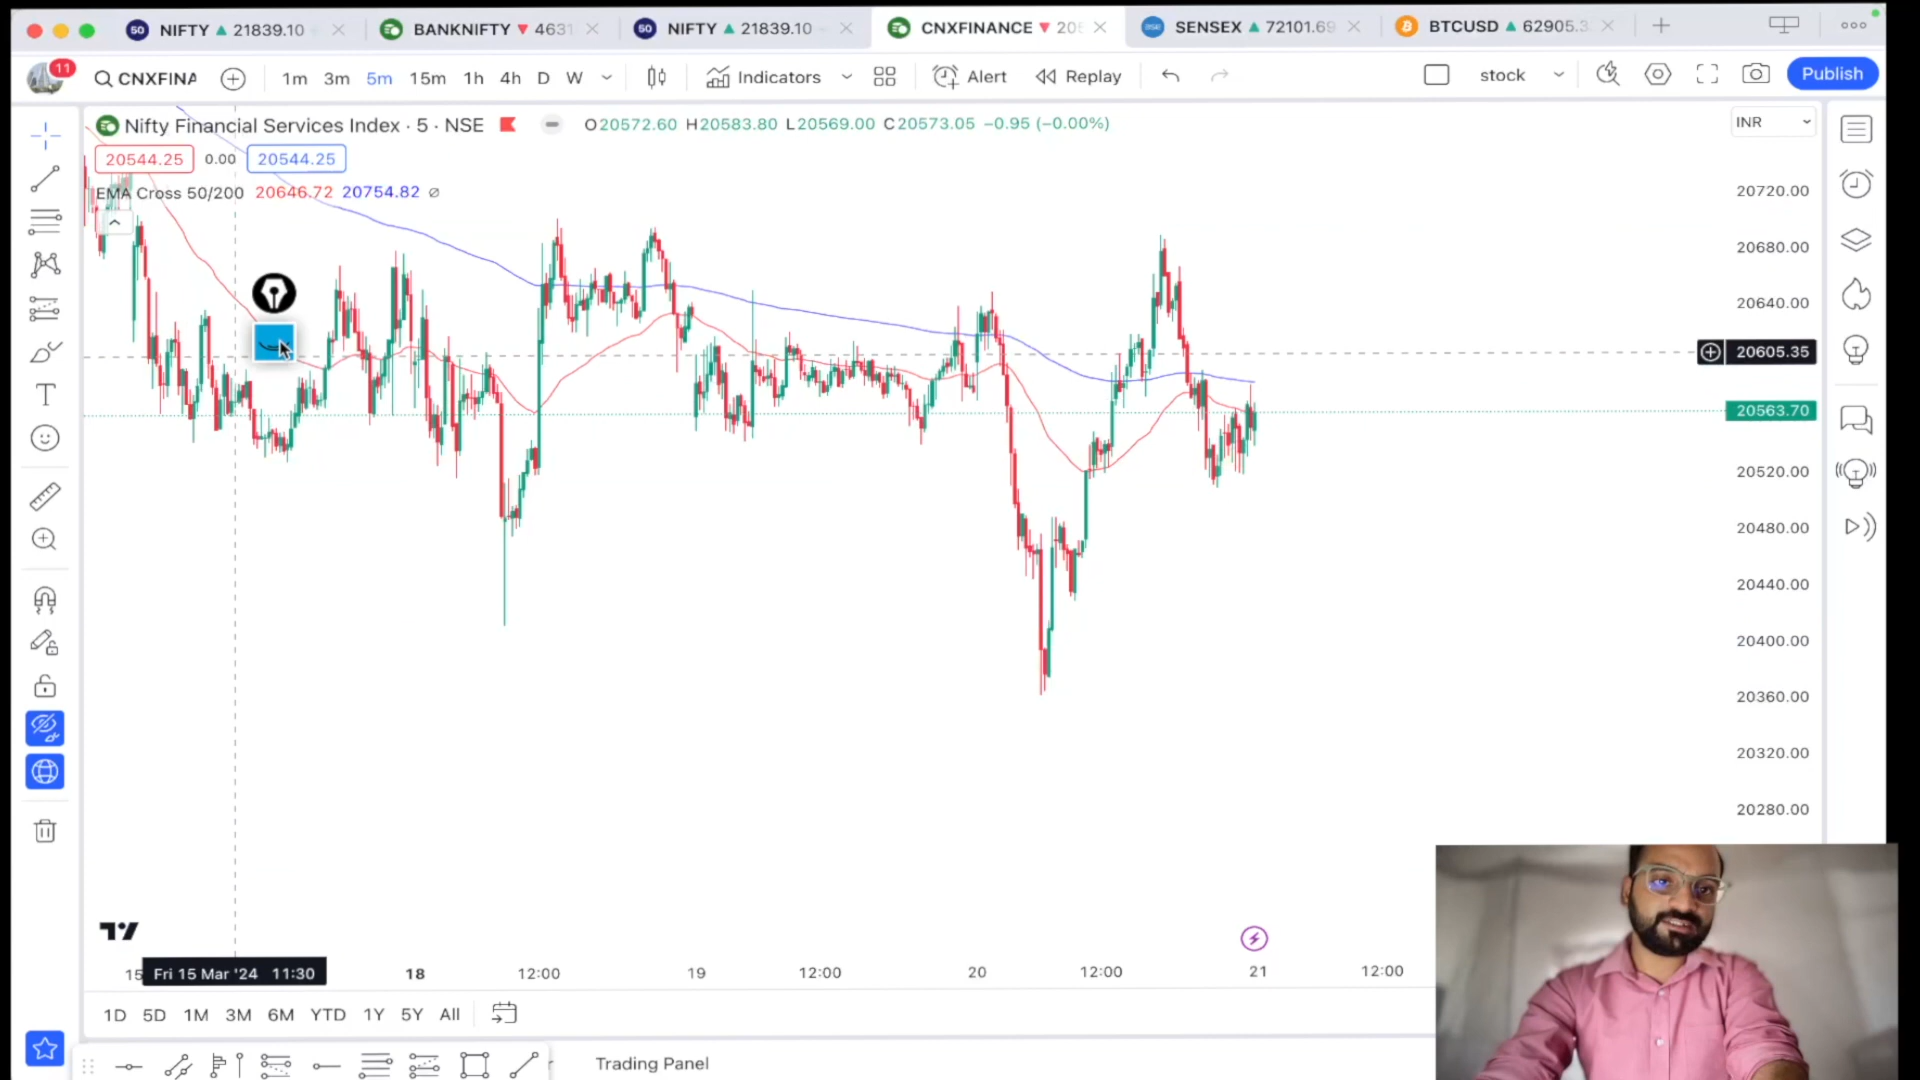 50 NIFTY 21839.10 BANKNIFTY 4631 50 NIFTY 21839.10 CNXFINANCE 205 SENSEX 72101.69 BTCUSD 62905.3
11 CNXFINA 1m 3m 5m 15m 1h 4h D W Indicators Alert Replay stock Publish
Nifty Financial Services Index · 5 · NSE O20572.60 H20583.80 L20569.00 C20573.05 −0.95 (−0.00%) INR
20544.25 0.00 20544.25
EMA Cross 50/200 20646.72 20754.82 ∅
20720.00
20680.00
20640.00
20605.35
20563.70
20520.00
20480.00
20440.00
20400.00
20360.00
20320.00
20280.00
15 Fri 15 Mar '24 11:30 18 12:00 19 12:00 20 12:00 21 12:00
1D 5D 1M 3M 6M YTD 1Y 5Y All
Trading Panel